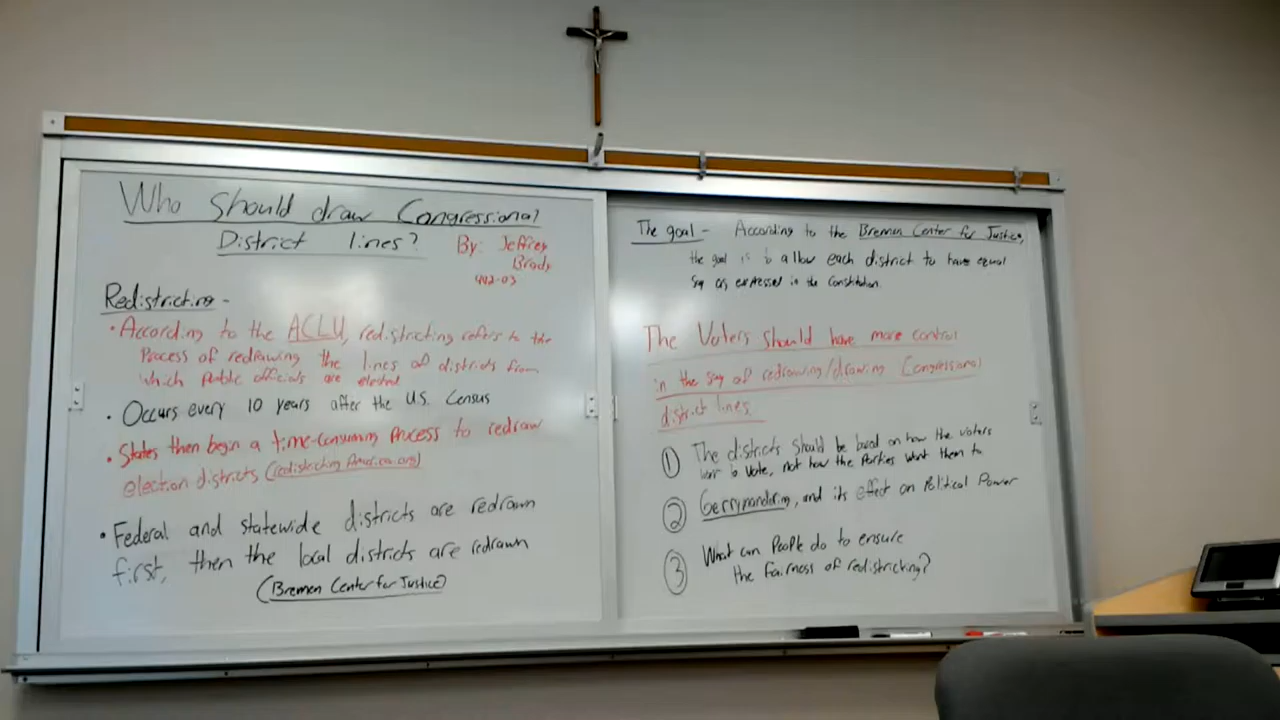 Who Should draw Congressional
District lines?
By: Jeffrey
Brady
402-03
Redistricting -
• According to the ACLU, redistricting refers to the
Process of redrawing the lines of districts from
which public officials are elected
• Occurs every 10 years after the U.S. Census
• States then begin a time-consuming Process to redraw
election districts (redistricting America.org)
• Federal and statewide districts are redrawn
first, then the local districts are redrawn
(Bremen Center for Justice)
The goal - According to the Bremen Center for Justice,
the goal is to allow each district to have equal
Say as expressed in the Constitution.
The Voters Should have more control
in the say of redrawing/drawing Congressional
district lines.
① The districts should be based on how the voters
want to vote, not how the Parties want them to
② Gerrymandering, and its effect on Political Power
③ What can People do to ensure
the Fairness of redistricting?